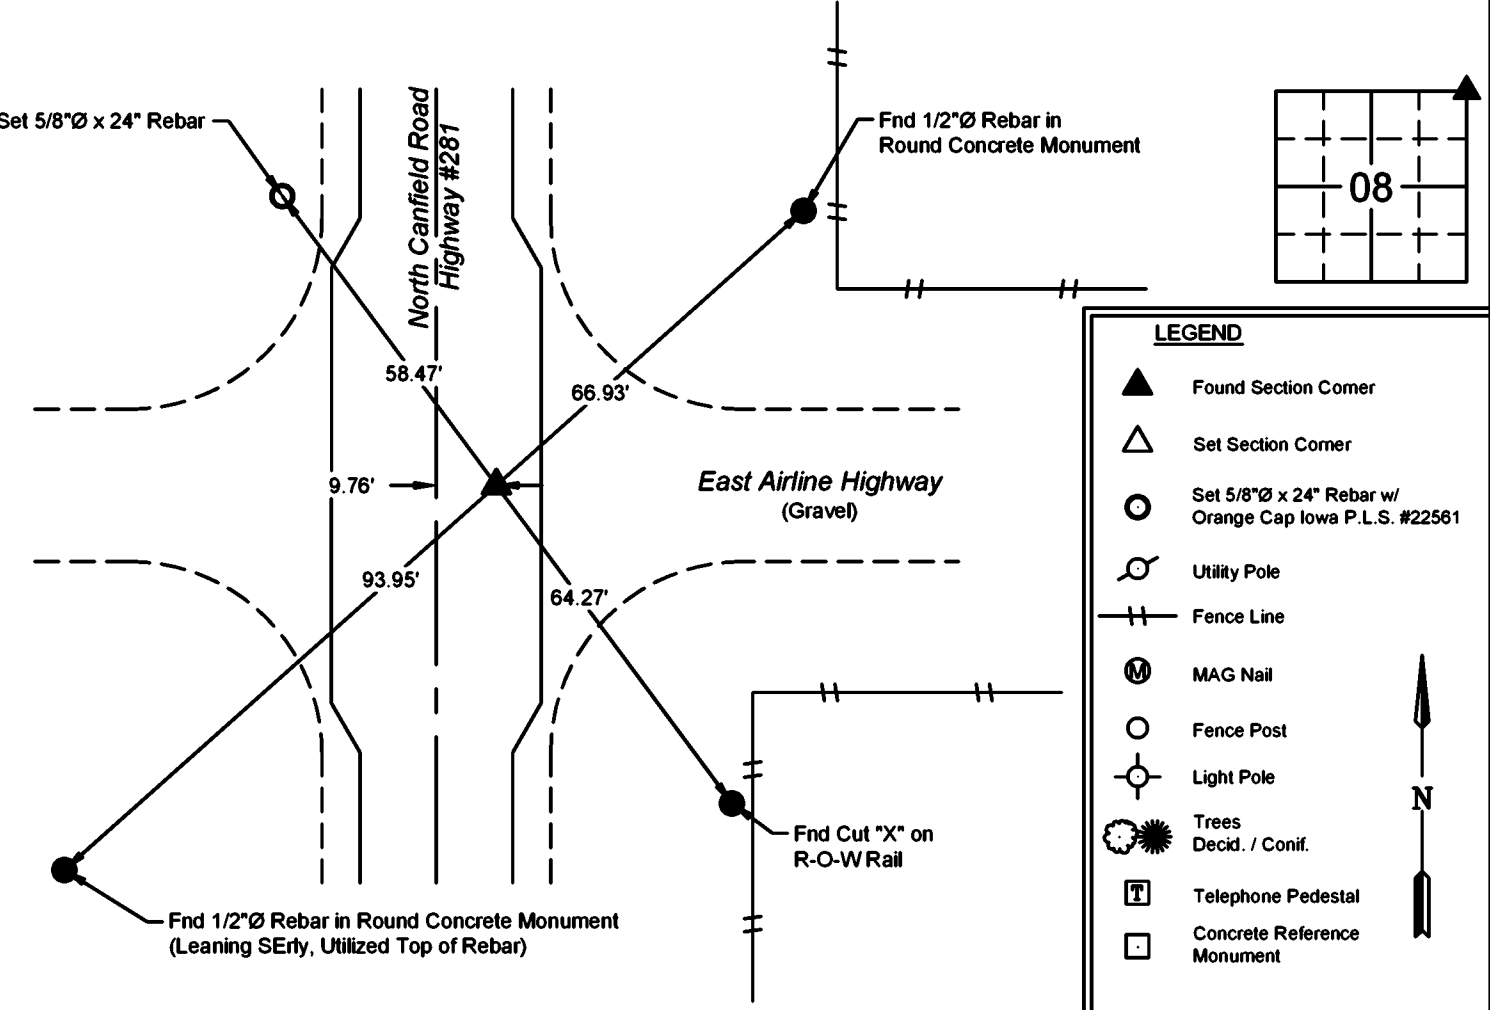 Set 5/8"Ø x 24" Rebar
North Canfield Road
Highway #281
Fnd 1/2"Ø Rebar in
Round Concrete Monument
08
58.47'
66.93'
9.76'
East Airline Highway
(Gravel)
93.95'
64.27'
Fnd Cut "X" on
R-O-W Rail
Fnd 1/2"Ø Rebar in Round Concrete Monument
(Leaning SErly, Utilized Top of Rebar)
LEGEND
Found Section Corner
Set Section Corner
Set 5/8"Ø x 24" Rebar w/
Orange Cap Iowa P.L.S. #22561
Utility Pole
Fence Line
M
MAG Nail
Fence Post
Light Pole
Trees
Decid. / Conif.
T
Telephone Pedestal
Concrete Reference
Monument
N